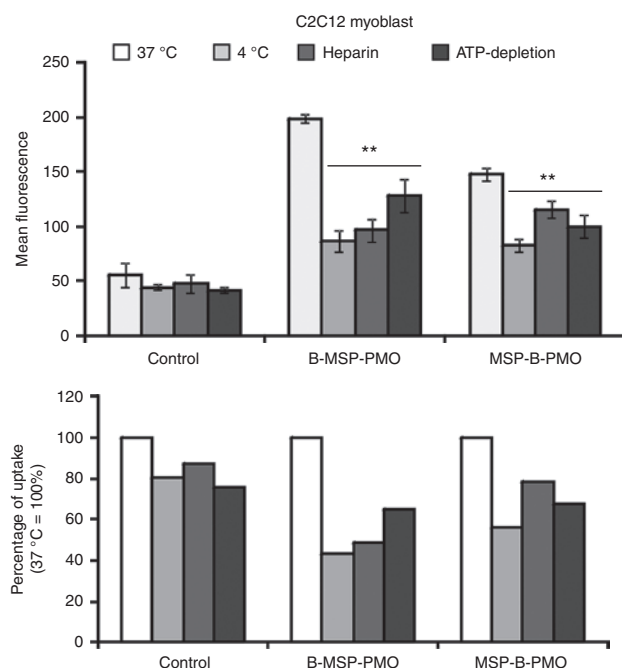 C2C12 myoblast
37 °C 4 °C Heparin ATP-depletion
Mean fluorescence
250
200
150
100
50
0
** **
Control B-MSP-PMO MSP-B-PMO
Percentage of uptake
(37 °C = 100%)
120
100
80
60
40
20
0
Control B-MSP-PMO MSP-B-PMO